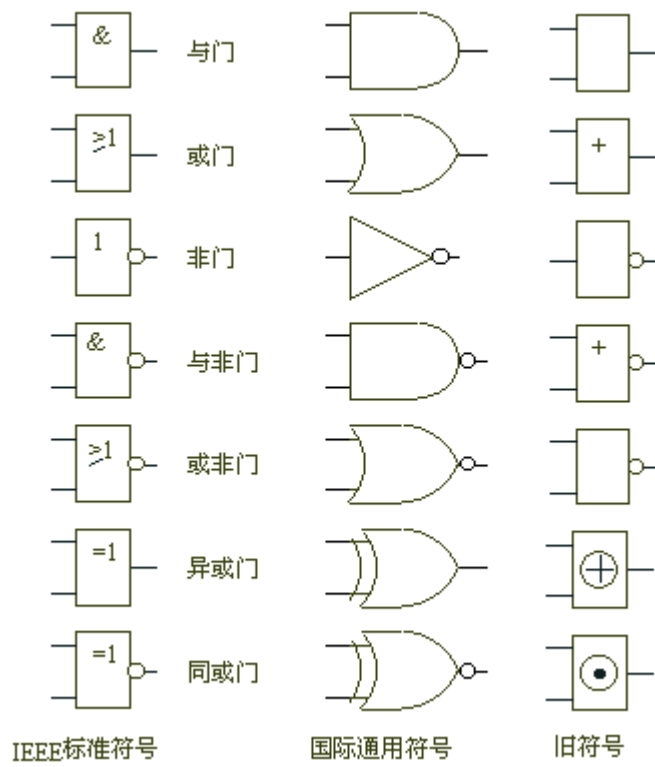 & 与门
≥1 或门 +
1 非门
& 与非门 +
≥1 或非门
=1 异或门
=1 同或门
IEEE标准符号 国际通用符号 旧符号